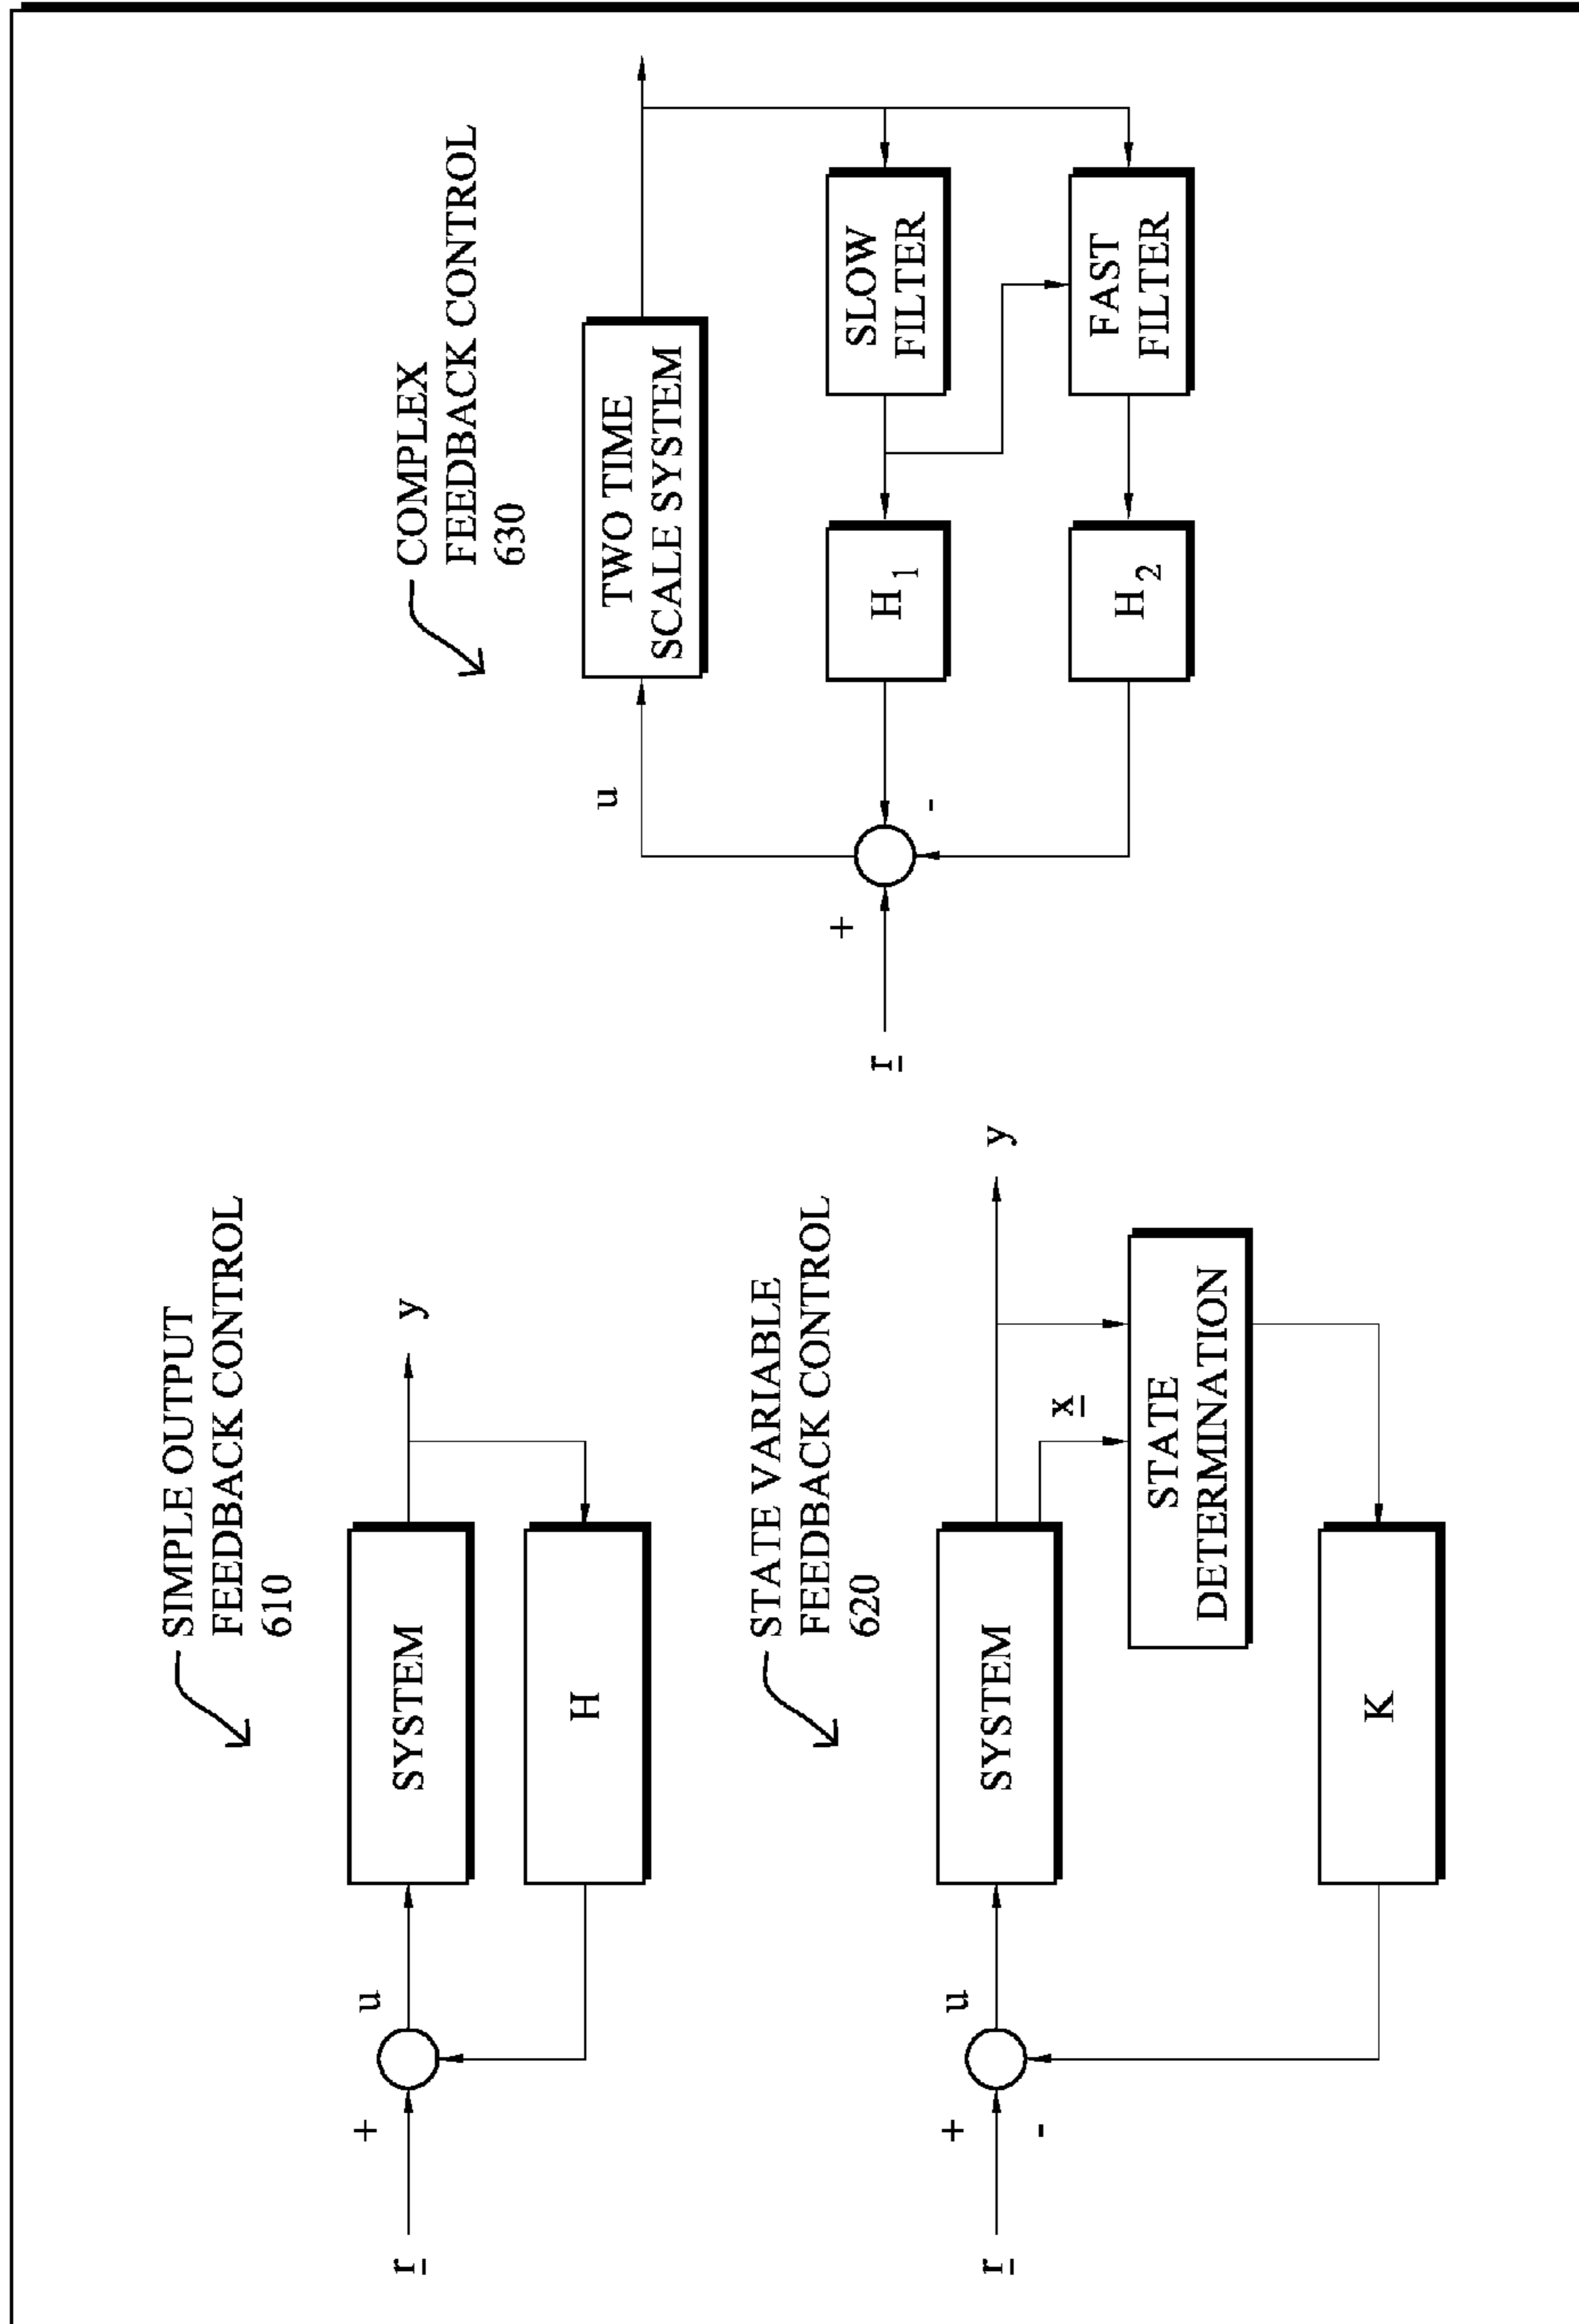 SIMPLE OUTPUT
FEEDBACK CONTROL
610
r
+
u
SYSTEM
y
H
STATE VARIABLE
FEEDBACK CONTROL
620
r
+
-
u
SYSTEM
y
x
STATE
DETERMINATION
K
COMPLEX
FEEDBACK CONTROL
630
u
TWO TIME
SCALE SYSTEM
r
+
-
H1
SLOW
FILTER
H2
FAST
FILTER